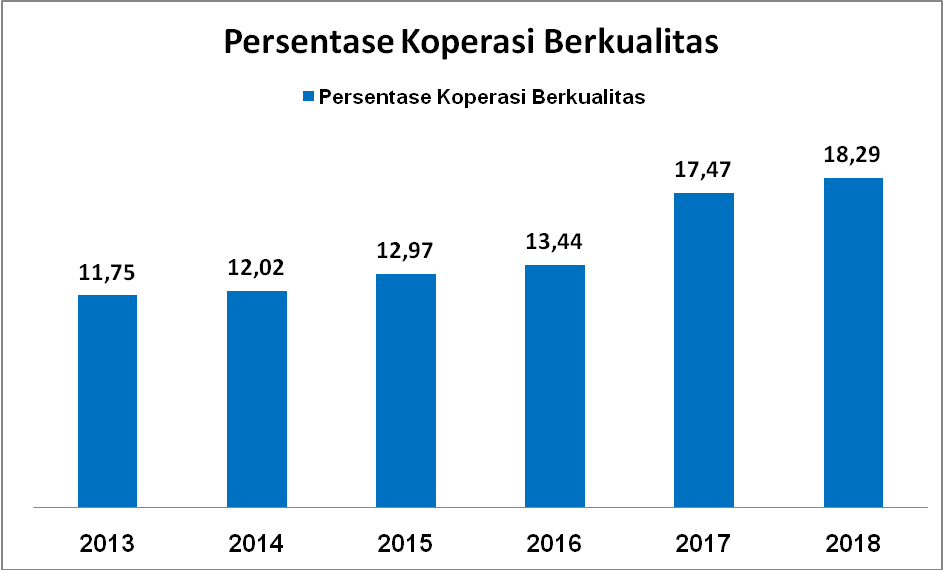 Persentase Koperasi Berkualitas
Persentase Koperasi Berkualitas
11,75
12,02
12,97
13,44
17,47
18,29
2013 2014 2015 2016 2017 2018